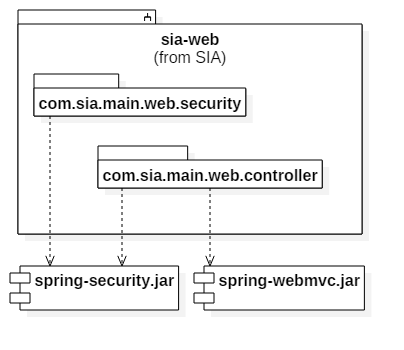 sia-web
(from SIA)
com.sia.main.web.security
com.sia.main.web.controller
spring-security.jar
spring-webmvc.jar